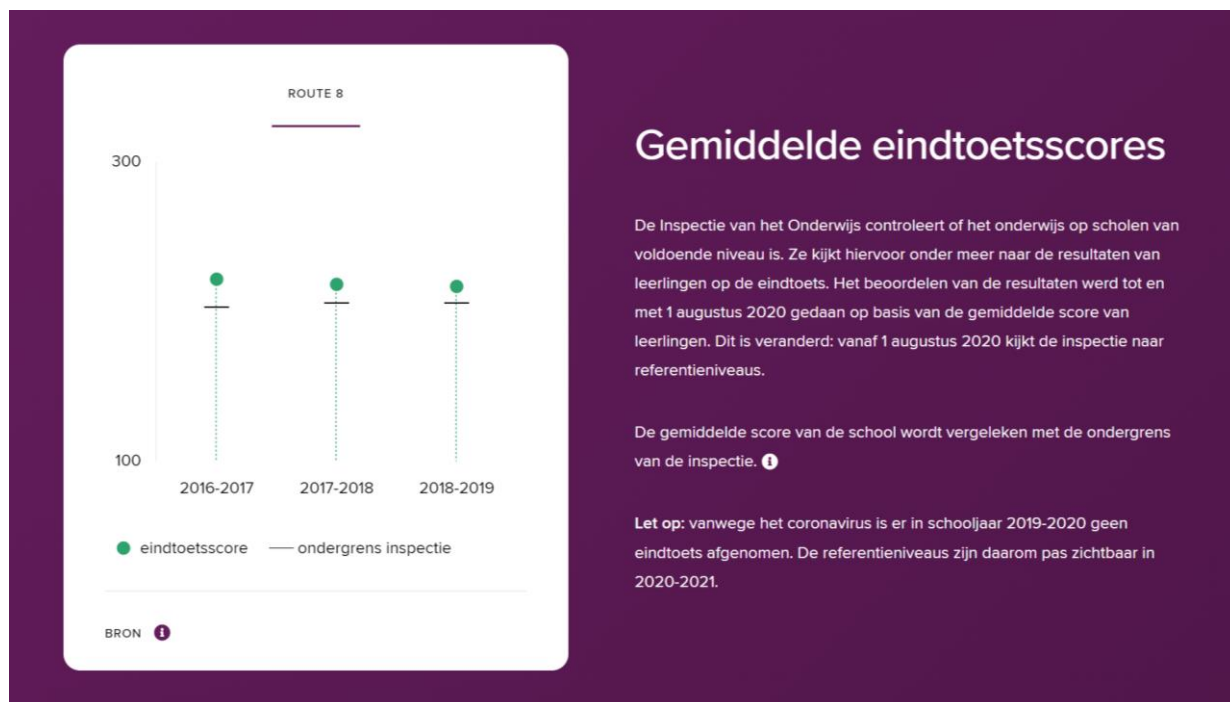 ROUTE 8
300
100
2016-2017 2017-2018 2018-2019
eindtoetsscore ondergrens inspectie
BRON
Gemiddelde eindtoetsscores
De Inspectie van het Onderwijs controleert of het onderwijs op scholen van
voldoende niveau is. Ze kijkt hiervoor onder meer naar de resultaten van
leerlingen op de eindtoets. Het beoordelen van de resultaten werd tot en
met 1 augustus 2020 gedaan op basis van de gemiddelde score van
leerlingen. Dit is veranderd: vanaf 1 augustus 2020 kijkt de inspectie naar
referentieniveaus.
De gemiddelde score van de school wordt vergeleken met de ondergrens
van de inspectie.
Let op: vanwege het coronavirus is er in schooljaar 2019-2020 geen
eindtoets afgenomen. De referentieniveaus zijn daarom pas zichtbaar in
2020-2021.